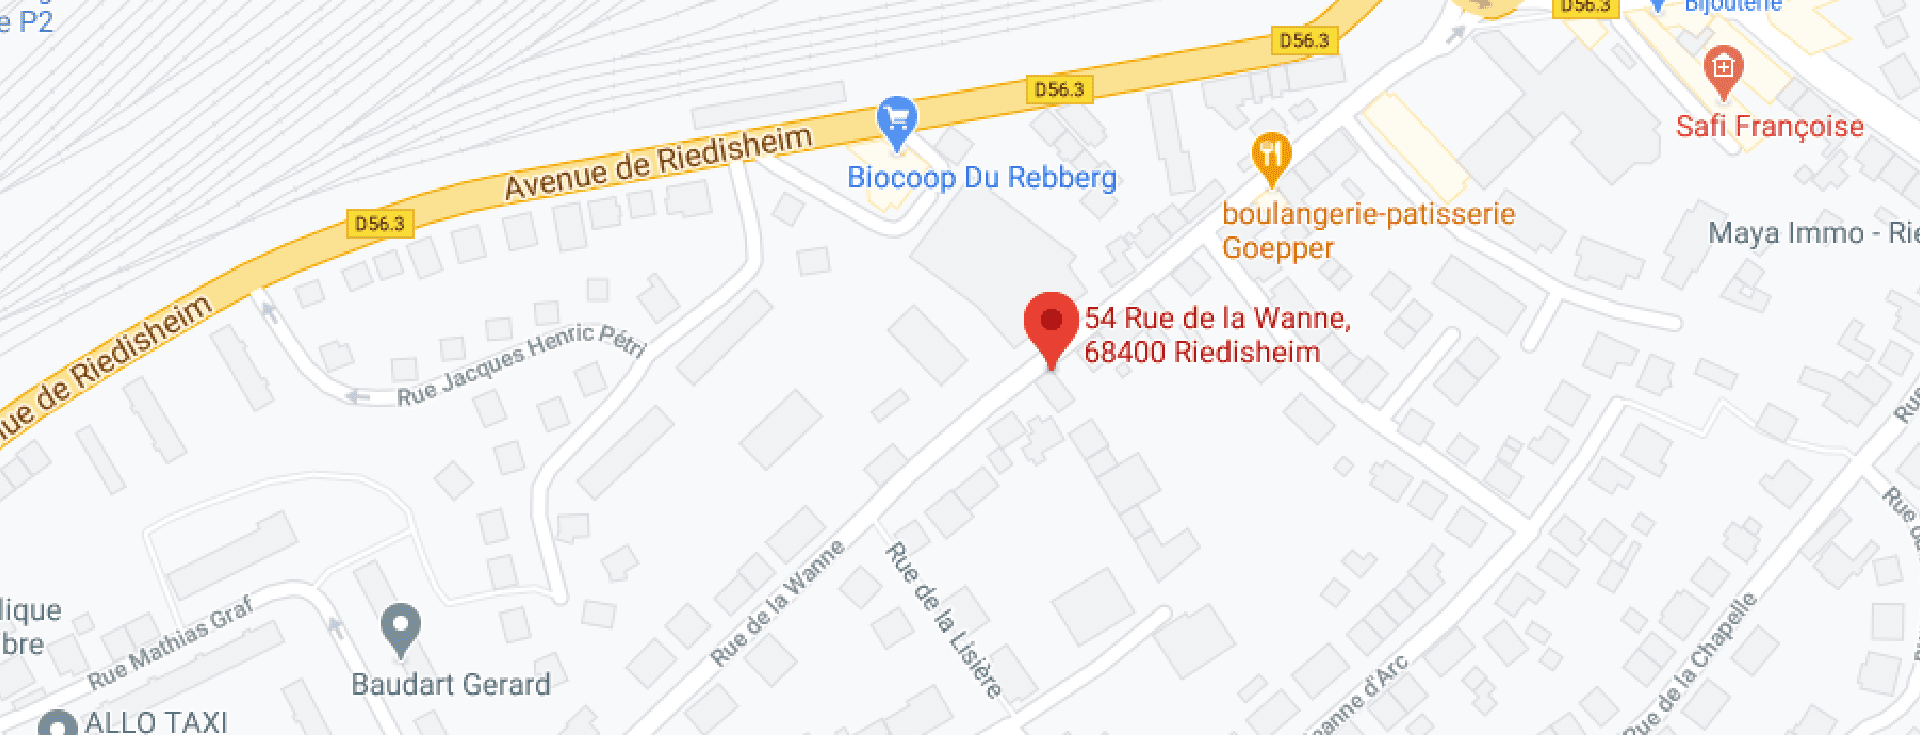 Bijouterie
D56.3
e P2
D56.3
D56.3
Safi Françoise
Avenue de Riedisheim
Biocoop Du Rebberg
D56.3
boulangerie-patisserie
Goepper
Maya Immo - Rie
54 Rue de la Wanne,
68400 Riedisheim
ue de Riedisheim
Rue Jacques Henric Pétri
Rue
Rue de la Wanne
Rue de la Lisière
lique
bre
Rue Mathias Graf
Baudart Gerard
ALLO TAXI
eanne d'Arc
Rue de la Chapelle
Rue d